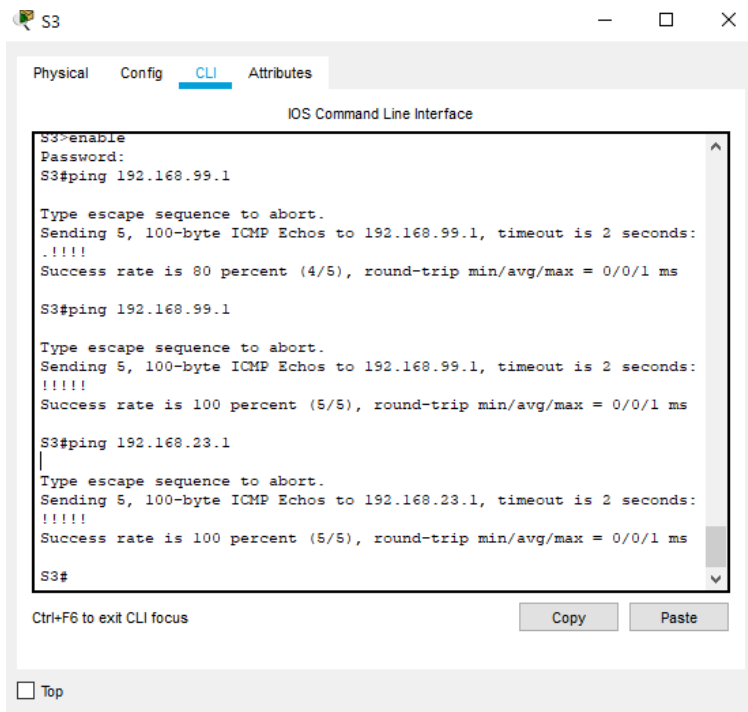 S3
Physical Config CLI Attributes
IOS Command Line Interface
S3>enable
Password:
S3#ping 192.168.99.1
Type escape sequence to abort.
Sending 5, 100-byte ICMP Echos to 192.168.99.1, timeout is 2 seconds:
.!!!!
Success rate is 80 percent (4/5), round-trip min/avg/max = 0/0/1 ms
S3#ping 192.168.99.1
Type escape sequence to abort.
Sending 5, 100-byte ICMP Echos to 192.168.99.1, timeout is 2 seconds:
!!!!!
Success rate is 100 percent (5/5), round-trip min/avg/max = 0/0/1 ms
S3#ping 192.168.23.1
Type escape sequence to abort.
Sending 5, 100-byte ICMP Echos to 192.168.23.1, timeout is 2 seconds:
!!!!!
Success rate is 100 percent (5/5), round-trip min/avg/max = 0/0/1 ms
S3#
Ctrl+F6 to exit CLI focus Copy Paste
Top